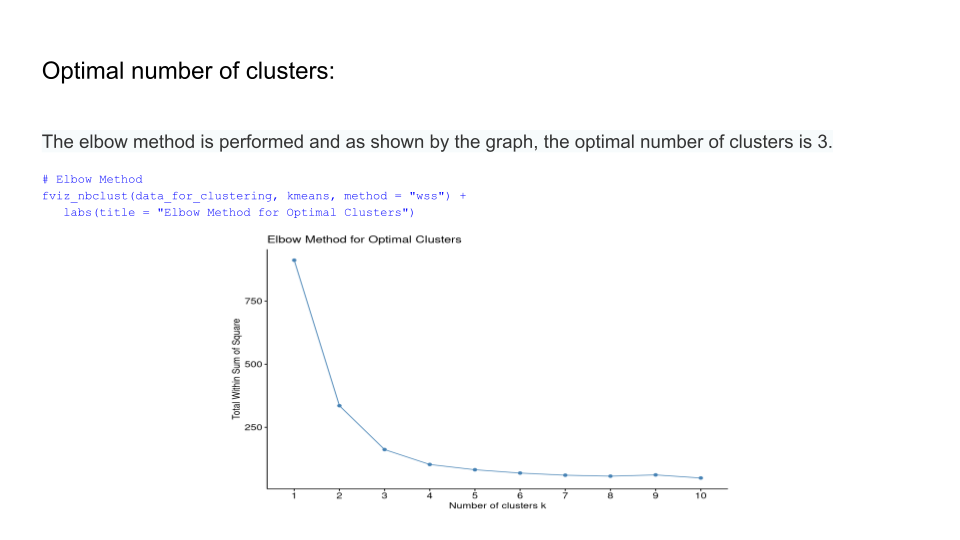 Optimal number of clusters:
The elbow method is performed and as shown by the graph, the optimal number of clusters is 3.
# Elbow Method
fviz_nbclust(data_for_clustering, kmeans, method = "wss") +
   labs(title = "Elbow Method for Optimal Clusters")
Elbow Method for Optimal Clusters
Total Within Sum of Square
750
500
250
1 2 3 4 5 6 7 8 9 10
Number of clusters k